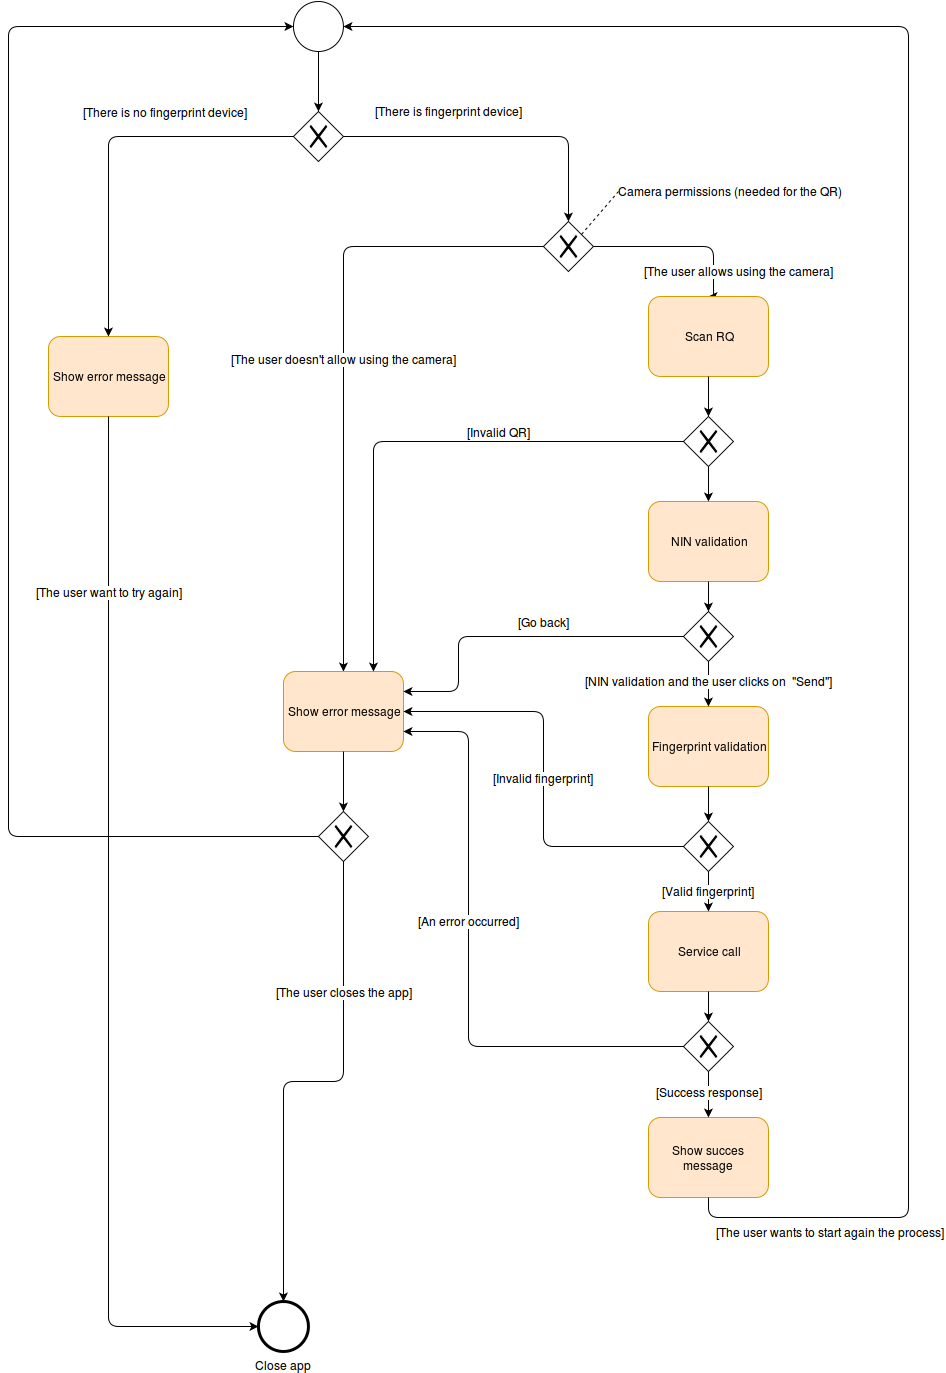 [There is no fingerprint device]
[There is fingerprint device]
Camera permissions (needed for the QR)
[The user allows using the camera]
Scan RQ
[The user doesn't allow using the camera]
Show error message
[Invalid QR]
NIN validation
[The user want to try again]
[Go back]
[NIN validation and the user clicks on "Send"]
Show error message
Fingerprint validation
[Invalid fingerprint]
[Valid fingerprint]
[An error occurred]
Service call
[The user closes the app]
[Success response]
Show succes
message
[The user wants to start again the process]
Close app